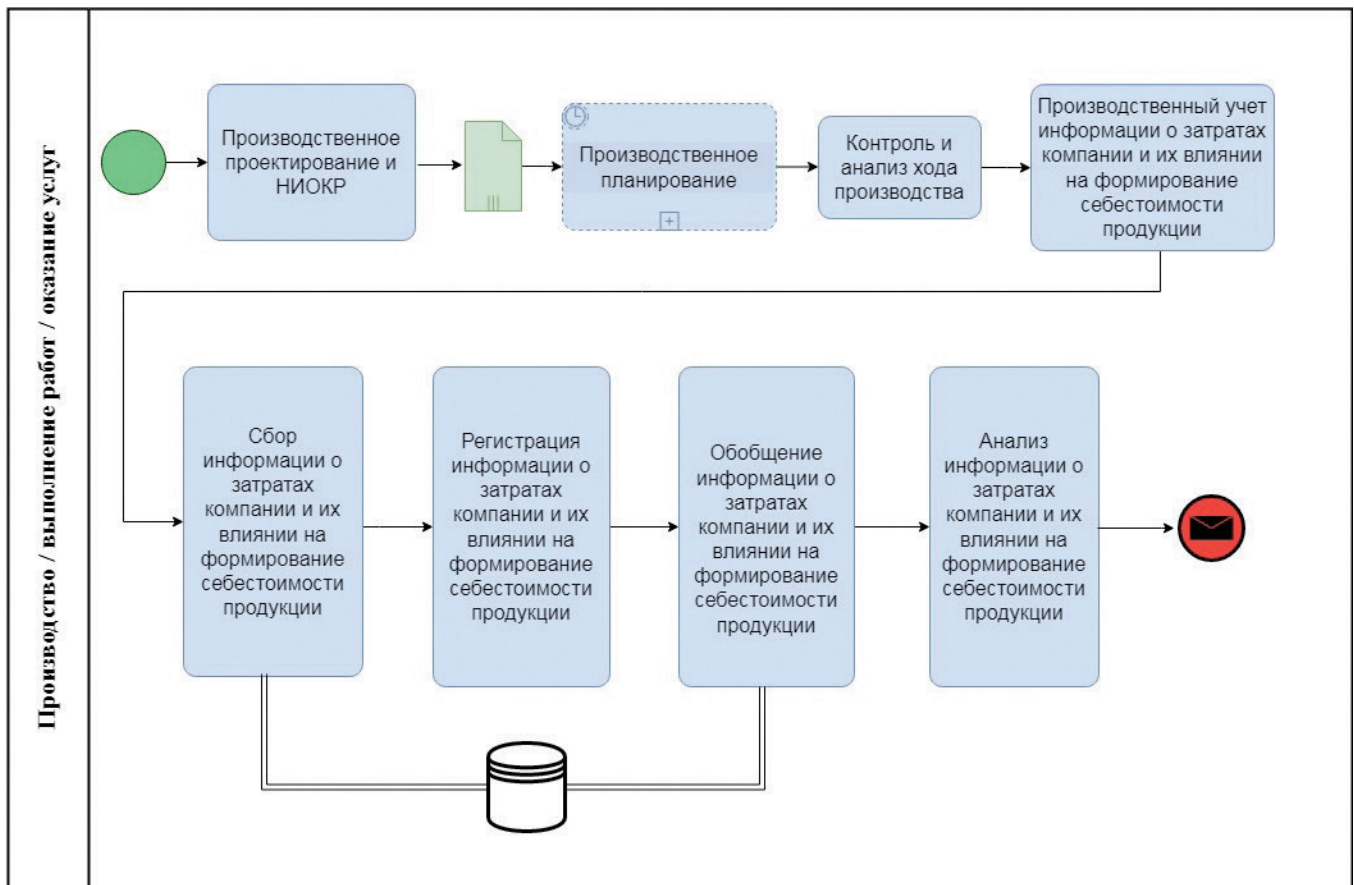 Производство / выполнение работ / оказание услуг
Производственное
проектирование и
НИОКР
Производственное
планирование
Контроль и
анализ хода
производства
Производственный учет
информации о затратах
компании и их влиянии
на формирование
себестоимости
продукции
Сбор
информации о
затратах
компании и их
влиянии на
формирование
себестоимости
продукции
Регистрация
информации о
затратах
компании и их
влиянии на
формирование
себестоимости
продукции
Обобщение
информации о
затратах
компании и их
влиянии на
формирование
себестоимости
продукции
Анализ
информации о
затратах
компании и их
влиянии на
формирование
себестоимости
продукции